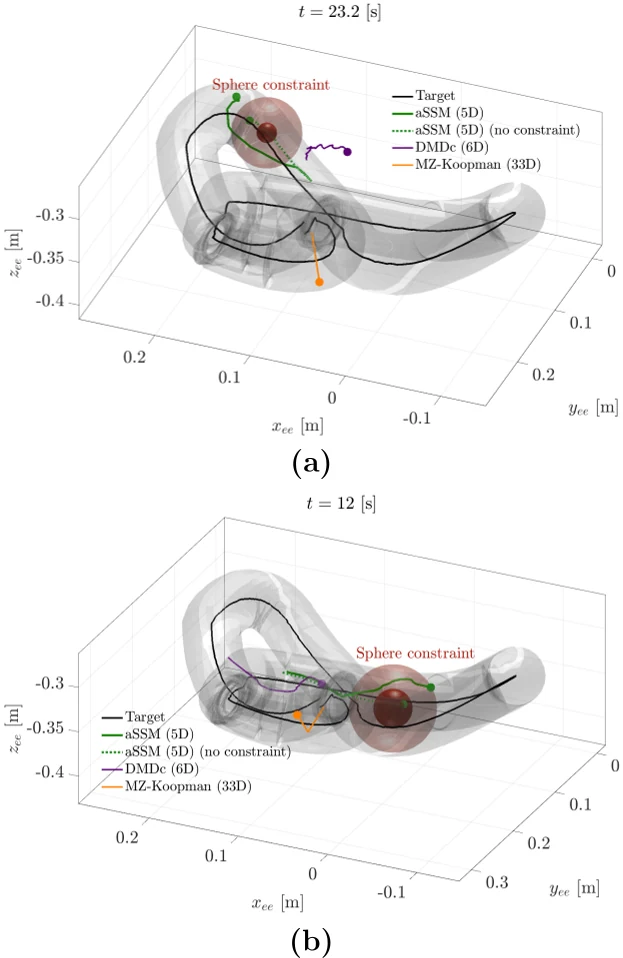 t = 23.2 [s]
Sphere constraint
Target
aSSM (5D)
aSSM (5D) (no constraint)
DMDc (6D)
MZ-Koopman (33D)
-0.3
-0.35
-0.4
z_ee [m]
0.2
0.1
0
-0.1
x_ee [m]
0
0.1
0.2
y_ee [m]
(a)
t = 12 [s]
Sphere constraint
Target
aSSM (5D)
aSSM (5D) (no constraint)
DMDc (6D)
MZ-Koopman (33D)
-0.3
-0.35
-0.4
z_ee [m]
0.2
0.1
0
-0.1
x_ee [m]
0
0.1
0.2
0.3
y_ee [m]
(b)